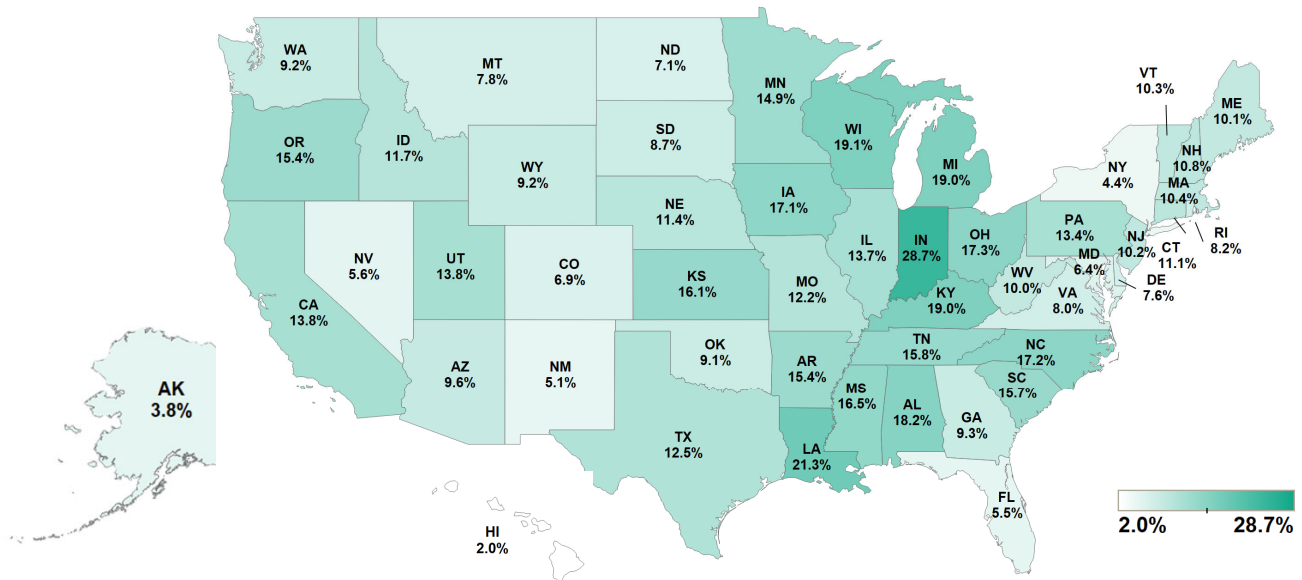 WA
9.2%
MT
7.8%
ND
7.1%
MN
14.9%
VT
10.3%
ME
10.1%
OR
15.4%
ID
11.7%
SD
8.7%
WI
19.1%
MI
19.0%
NY
4.4%
NH
10.8%
MA
10.4%
WY
9.2%
IA
17.1%
NE
11.4%
PA
13.4%
NJ
10.2%
CT
11.1%
RI
8.2%
NV
5.6%
UT
13.8%
CO
6.9%
IL
13.7%
IN
28.7%
OH
17.3%
MD
6.4%
DE
7.6%
WV
10.0%
VA
8.0%
CA
13.8%
KS
16.1%
MO
12.2%
KY
19.0%
AZ
9.6%
NM
5.1%
OK
9.1%
AR
15.4%
TN
15.8%
NC
17.2%
SC
15.7%
AK
3.8%
MS
16.5%
AL
18.2%
GA
9.3%
TX
12.5%
LA
21.3%
FL
5.5%
HI
2.0%
2.0%
28.7%